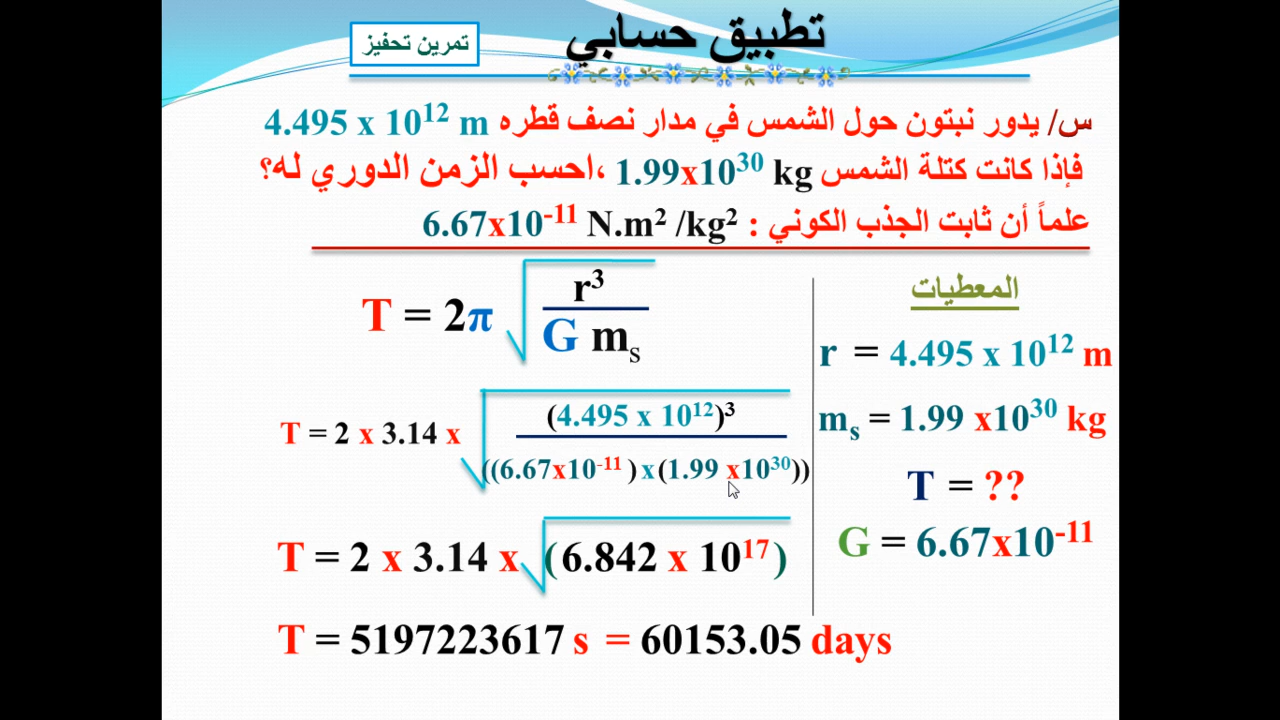 تطبيق حسابي
تمرين تحفيز
س/ يدور نبتون حول الشمس في مدار نصف قطره 4.495 x 10¹² m
فإذا كانت كتلة الشمس 1.99x10³⁰ kg ،احسب الزمن الدوري له؟
علماً أن ثابت الجذب الكوني : 6.67x10⁻¹¹ N.m² /kg²
المعطيات
r = 4.495 x 10¹² m
mₛ = 1.99 x10³⁰ kg
T = ??
G = 6.67x10⁻¹¹
T = 2π √ r³ / G mₛ
T = 2 x 3.14 x √ (4.495 x 10¹²)³ / ((6.67x10⁻¹¹ ) x (1.99 x10³⁰))
T = 2 x 3.14 x √ (6.842 x 10¹⁷ )
T = 5197223617 s = 60153.05 days